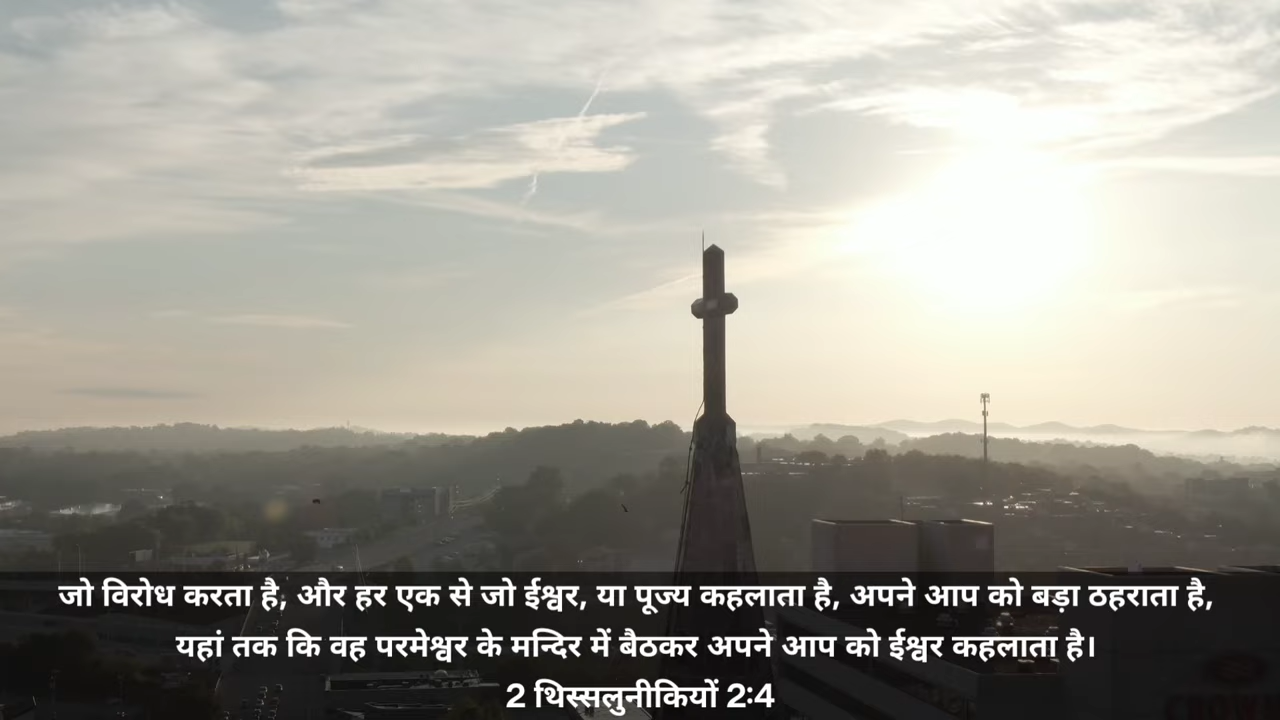 जो विरोध करता है, और हर एक से जो ईश्वर, या पूज्य कहलाता है, अपने आप को बड़ा ठहराता है,
यहां तक कि वह परमेश्वर के मन्दिर में बैठकर अपने आप को ईश्वर कहलाता है।
2 थिस्सलुनीकियों 2:4